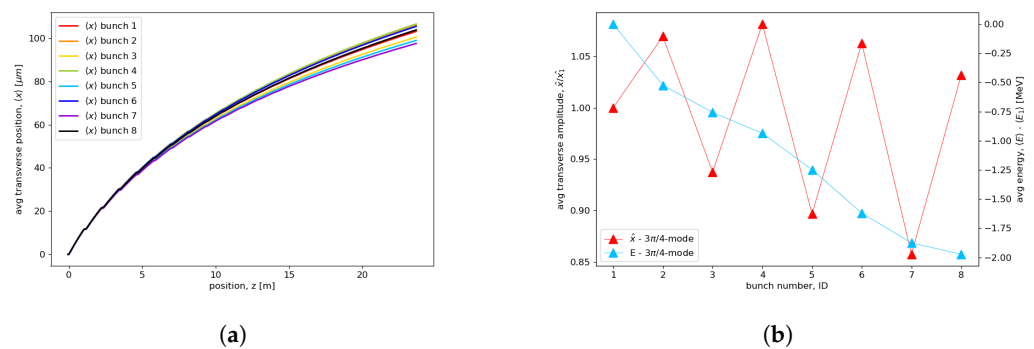 100
80
60
40
20
0
0
5
10
15
20
avg transverse position, ⟨x⟩ [μm]
position, z [m]
⟨x⟩ bunch 1
⟨x⟩ bunch 2
⟨x⟩ bunch 3
⟨x⟩ bunch 4
⟨x⟩ bunch 5
⟨x⟩ bunch 6
⟨x⟩ bunch 7
⟨x⟩ bunch 8
(a)
1.05
1.00
0.95
0.90
0.85
avg transverse amplitude, x̂/x̂₁
1
2
3
4
5
6
7
8
bunch number, ID
x̂ - 3π/4-mode
E - 3π/4-mode
0.00
−0.25
−0.50
−0.75
−1.00
−1.25
−1.50
−1.75
−2.00
avg energy, ⟨E⟩ - ⟨E₁⟩ [MeV]
(b)